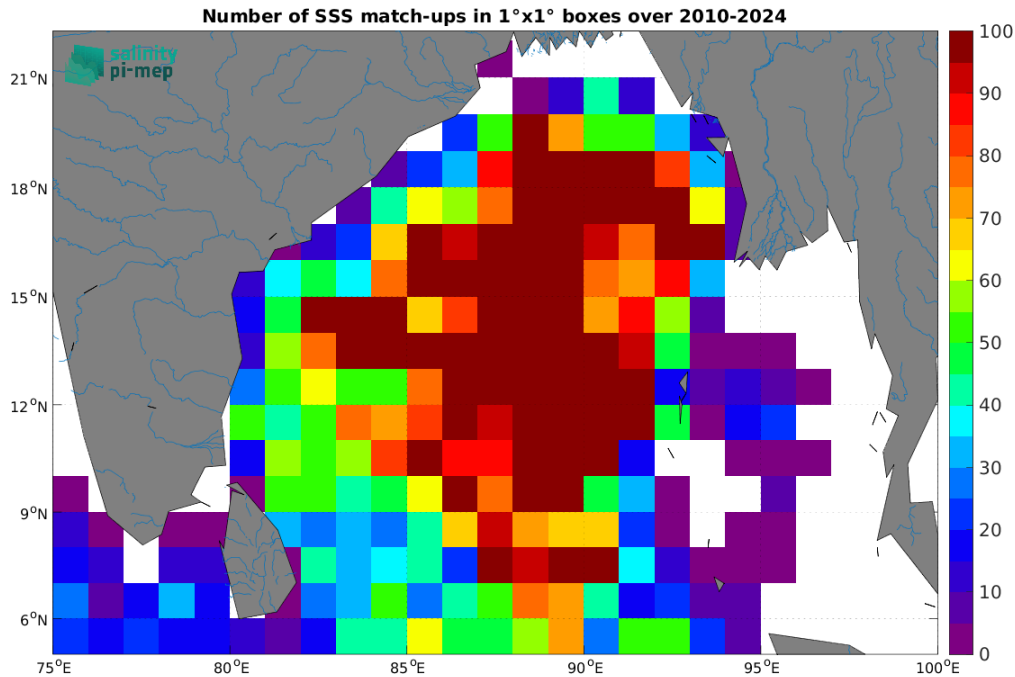 Number of SSS match-ups in 1°x1° boxes over 2010-2024
salinity
pi-mep
21°N
18°N
15°N
12°N
9°N
6°N
75°E 80°E 85°E 90°E 95°E 100°E
100
90
80
70
60
50
40
30
20
10
0